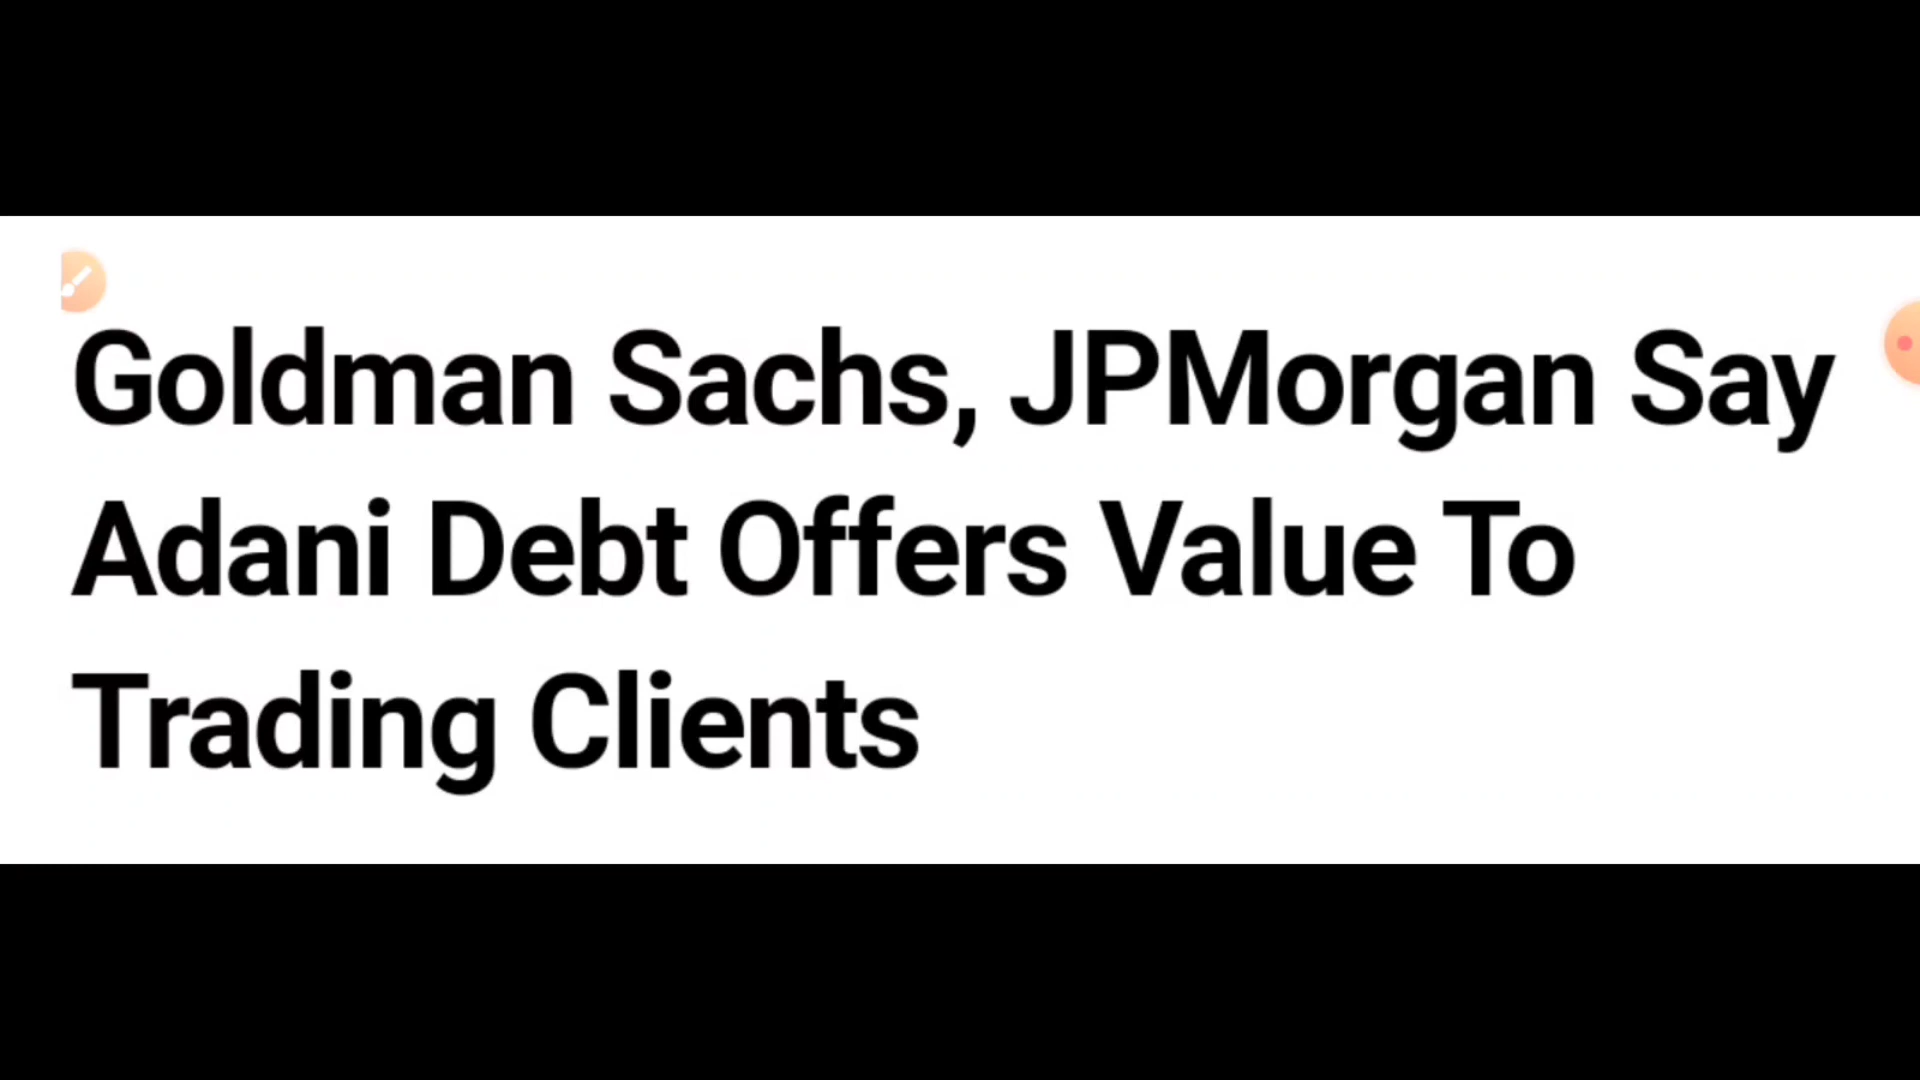 Goldman Sachs, JPMorgan Say
Adani Debt Offers Value To
Trading Clients